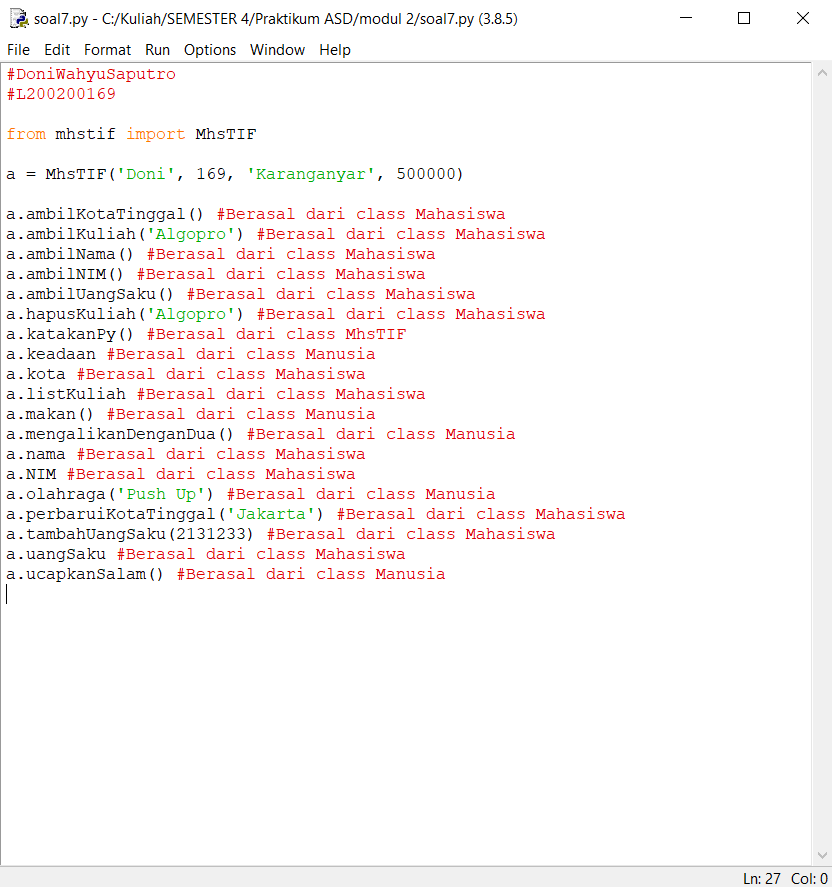 soal7.py - C:/Kuliah/SEMESTER 4/Praktikum ASD/modul 2/soal7.py (3.8.5)
File Edit Format Run Options Window Help
#DoniWahyuSaputro
#L200200169
from mhstif import MhsTIF
a = MhsTIF('Doni', 169, 'Karanganyar', 500000)
a.ambilKotaTinggal() #Berasal dari class Mahasiswa
a.ambilKuliah('Algopro') #Berasal dari class Mahasiswa
a.ambilNama() #Berasal dari class Mahasiswa
a.ambilNIM() #Berasal dari class Mahasiswa
a.ambilUangSaku() #Berasal dari class Mahasiswa
a.hapusKuliah('Algopro') #Berasal dari class Mahasiswa
a.katakanPy() #Berasal dari class MhsTIF
a.keadaan #Berasal dari class Manusia
a.kota #Berasal dari class Mahasiswa
a.listKuliah #Berasal dari class Mahasiswa
a.makan() #Berasal dari class Manusia
a.mengalikanDenganDua() #Berasal dari class Manusia
a.nama #Berasal dari class Mahasiswa
a.NIM #Berasal dari class Mahasiswa
a.olahraga('Push Up') #Berasal dari class Manusia
a.perbaruiKotaTinggal('Jakarta') #Berasal dari class Mahasiswa
a.tambahUangSaku(2131233) #Berasal dari class Mahasiswa
a.uangSaku #Berasal dari class Mahasiswa
a.ucapkanSalam() #Berasal dari class Manusia
Ln: 27 Col: 0